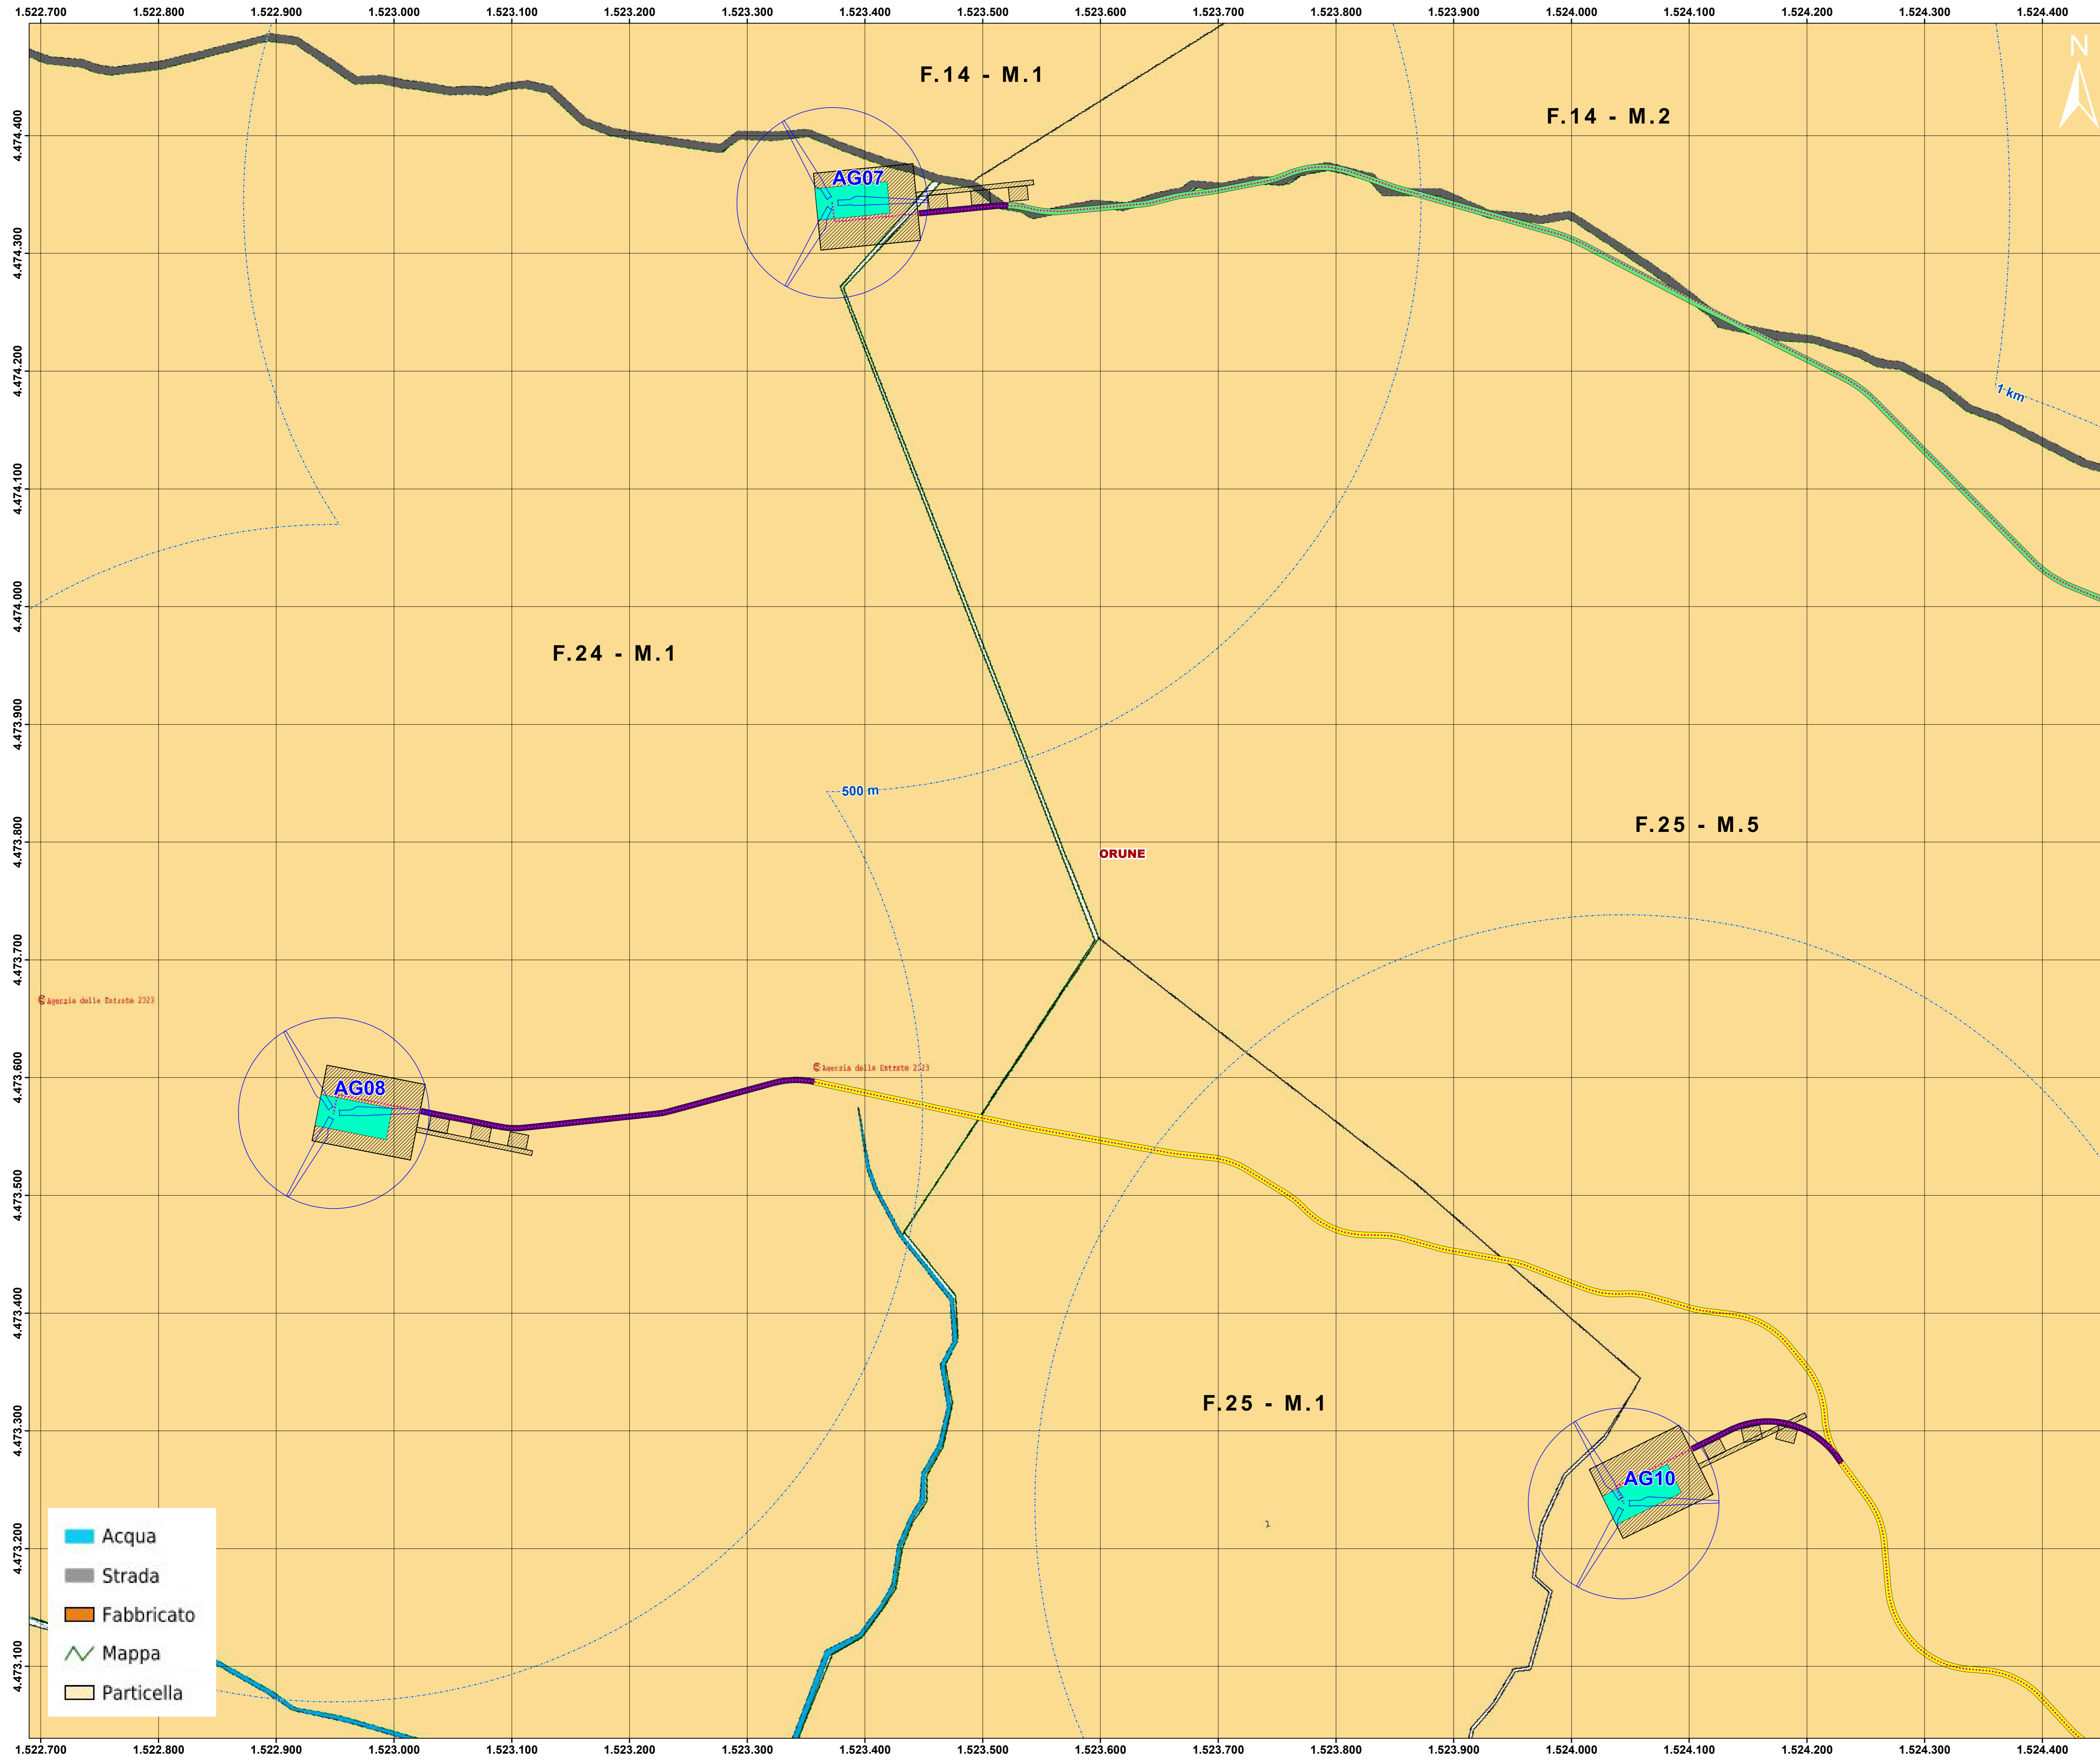 1.522.700 1.522.800 1.522.900 1.523.000 1.523.100 1.523.200 1.523.300 1.523.400 1.523.500 1.523.600 1.523.700 1.523.800 1.523.900 1.524.000 1.524.100 1.524.200 1.524.300 1.524.400
N
F.14 - M.1
F.14 - M.2
4.474.400
AG07
4.474.300
4.474.200
1 km
4.474.100
4.474.000
F.24 - M.1
4.473.900
500 m
F.25 - M.5
4.473.800
ORUNE
4.473.700
© Agenzia delle Entrate 2023
4.473.600
© Agenzia delle Entrate 2023
AG08
4.473.500
4.473.400
F.25 - M.1
4.473.300
AG10
2
4.473.200
Acqua
Strada
Fabbricato
4.473.100
Mappa
Particella
1.522.700 1.522.800 1.522.900 1.523.000 1.523.100 1.523.200 1.523.300 1.523.400 1.523.500 1.523.600 1.523.700 1.523.800 1.523.900 1.524.000 1.524.100 1.524.200 1.524.300 1.524.400